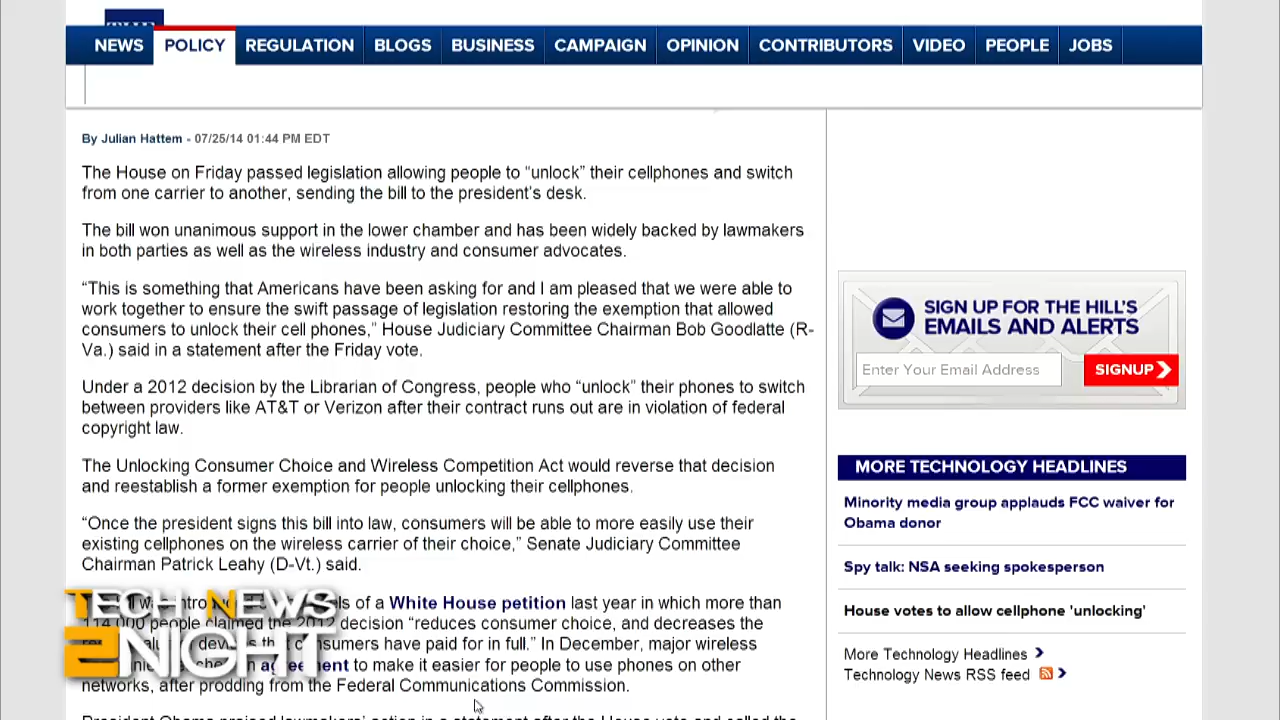 NEWS POLICY REGULATION BLOGS BUSINESS CAMPAIGN OPINION CONTRIBUTORS VIDEO PEOPLE JOBS
By Julian Hattem - 07/25/14 01:44 PM EDT
The House on Friday passed legislation allowing people to “unlock” their cellphones and switch
from one carrier to another, sending the bill to the president’s desk.
The bill won unanimous support in the lower chamber and has been widely backed by lawmakers
in both parties as well as the wireless industry and consumer advocates.
“This is something that Americans have been asking for and I am pleased that we were able to
work together to ensure the swift passage of legislation restoring the exemption that allowed
consumers to unlock their cell phones,” House Judiciary Committee Chairman Bob Goodlatte (R-
Va.) said in a statement after the Friday vote.
Under a 2012 decision by the Librarian of Congress, people who “unlock” their phones to switch
between providers like AT&T or Verizon after their contract runs out are in violation of federal
copyright law.
The Unlocking Consumer Choice and Wireless Competition Act would reverse that decision
and reestablish a former exemption for people unlocking their cellphones.
“Once the president signs this bill into law, consumers will be able to more easily use their
existing cellphones on the wireless carrier of their choice,” Senate Judiciary Committee
Chairman Patrick Leahy (D-Vt.) said.
of a White House petition last year in which more than
114,000 people claimed the 2012 decision “reduces consumer choice, and decreases the
consumers have paid for in full.” In December, major wireless
agreement to make it easier for people to use phones on other
networks, after prodding from the Federal Communications Commission.
President Obama praised lawmakers’ action in a statement after the House vote and called the
TECH NEWS
2NIGHT
SIGN UP FOR THE HILL’S
EMAILS AND ALERTS
Enter Your Email Address SIGNUP
MORE TECHNOLOGY HEADLINES
Minority media group applauds FCC waiver for
Obama donor
Spy talk: NSA seeking spokesperson
House votes to allow cellphone 'unlocking'
More Technology Headlines
Technology News RSS feed